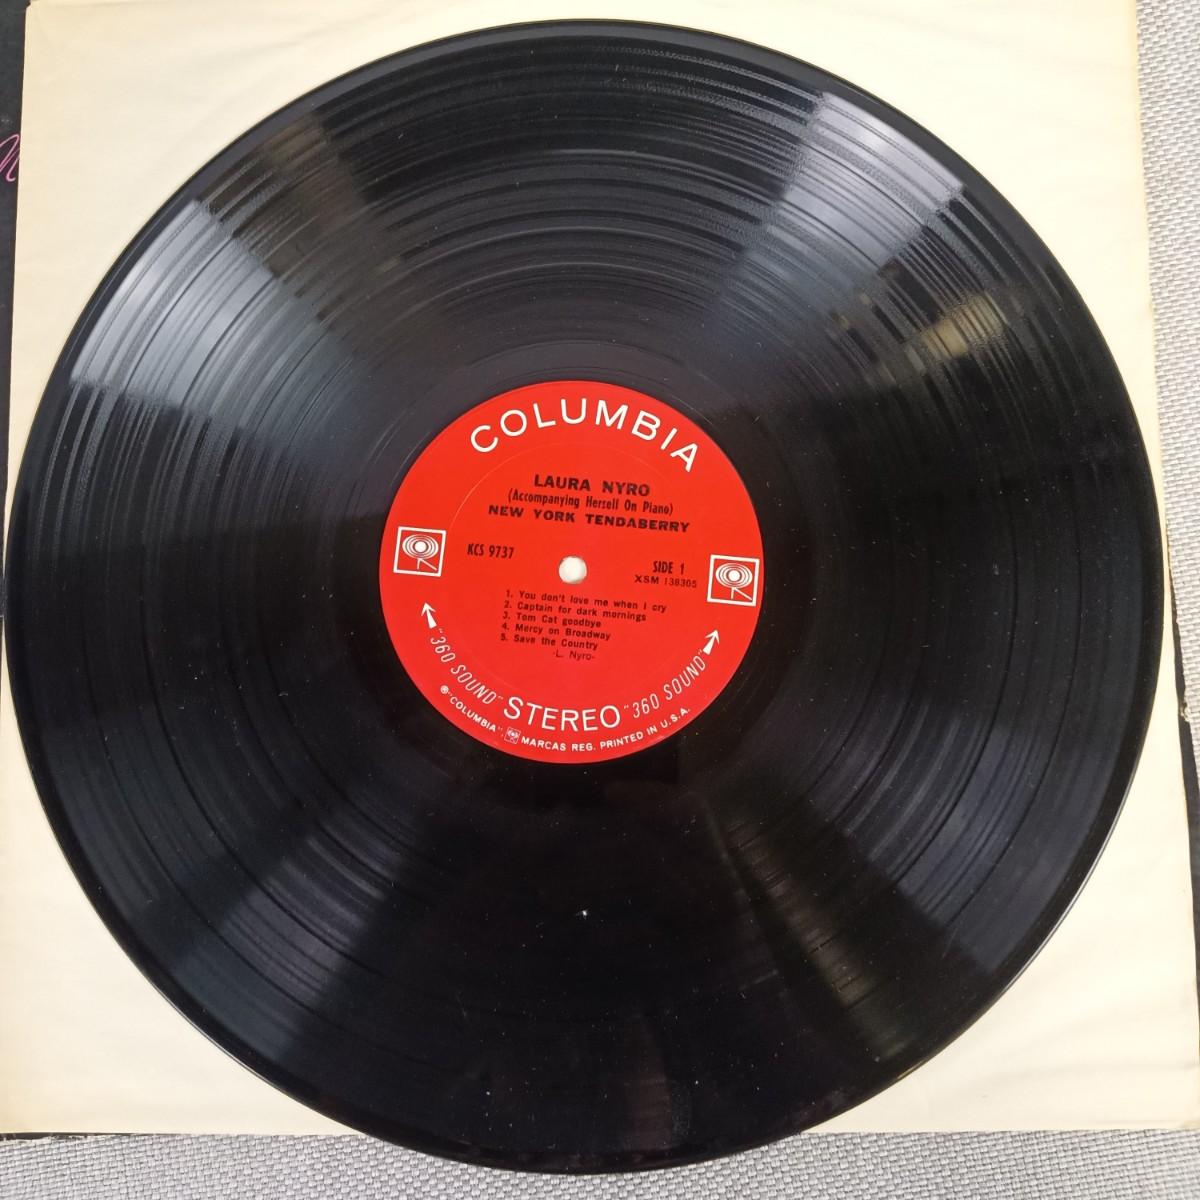 COLUMBIA
LAURA NYRO
(Accompanying Herself On Piano)
NEW YORK TENDABERRY
KCS 9737
SIDE 1
XSM 138305
1. You don't love me when I cry
2. Captain for dark mornings
3. Tom Cat goodbye
4. Mercy on Broadway
5. Save the Country
-L. Nyro-
"360 SOUND" STEREO "360 SOUND"
® "COLUMBIA", MARCAS REG. PRINTED IN U.S.A.